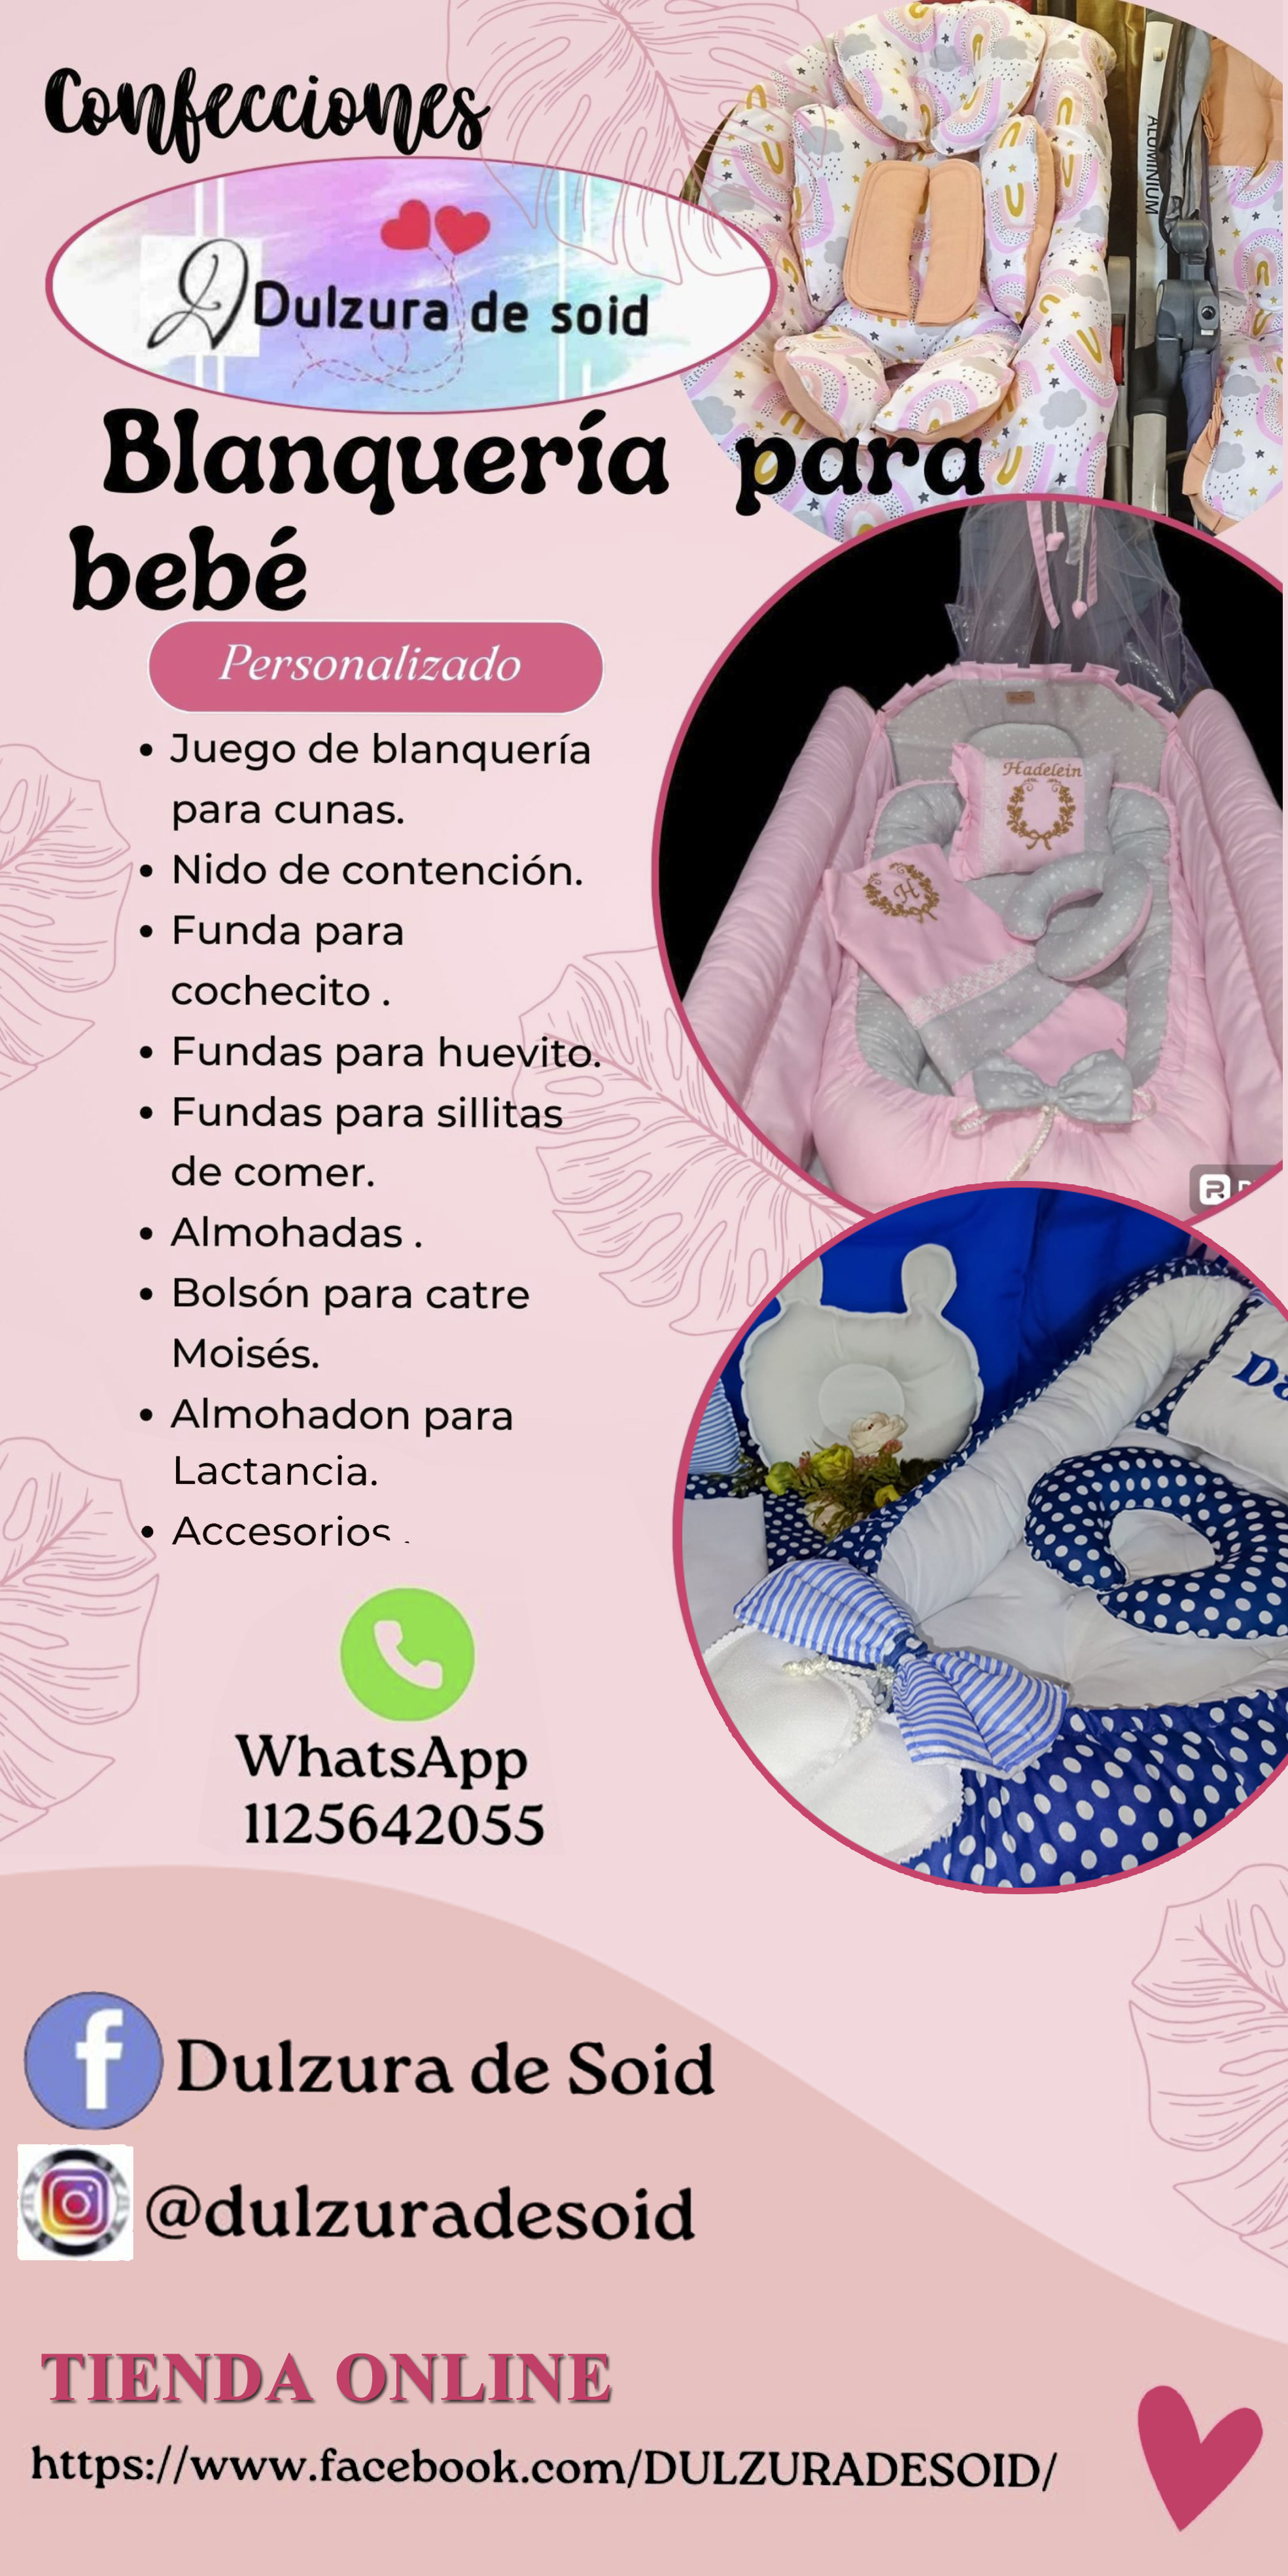 Confecciones
Dulzura de soid
ALUMINIUM
Blanquería para
bebé
Personalizado
Hadelein
H
• Juego de blanquería
para cunas.
• Nido de contención.
• Funda para
cochecito .
• Fundas para huevito.
• Fundas para sillitas
de comer.
• Almohadas .
• Bolsón para catre
Moisés.
• Almohadon para
Lactancia.
• Accesorios .
WhatsApp
1125642055
Dulzura de Soid
@dulzuradesoid
TIENDA ONLINE
https://www.facebook.com/DULZURADESOID/